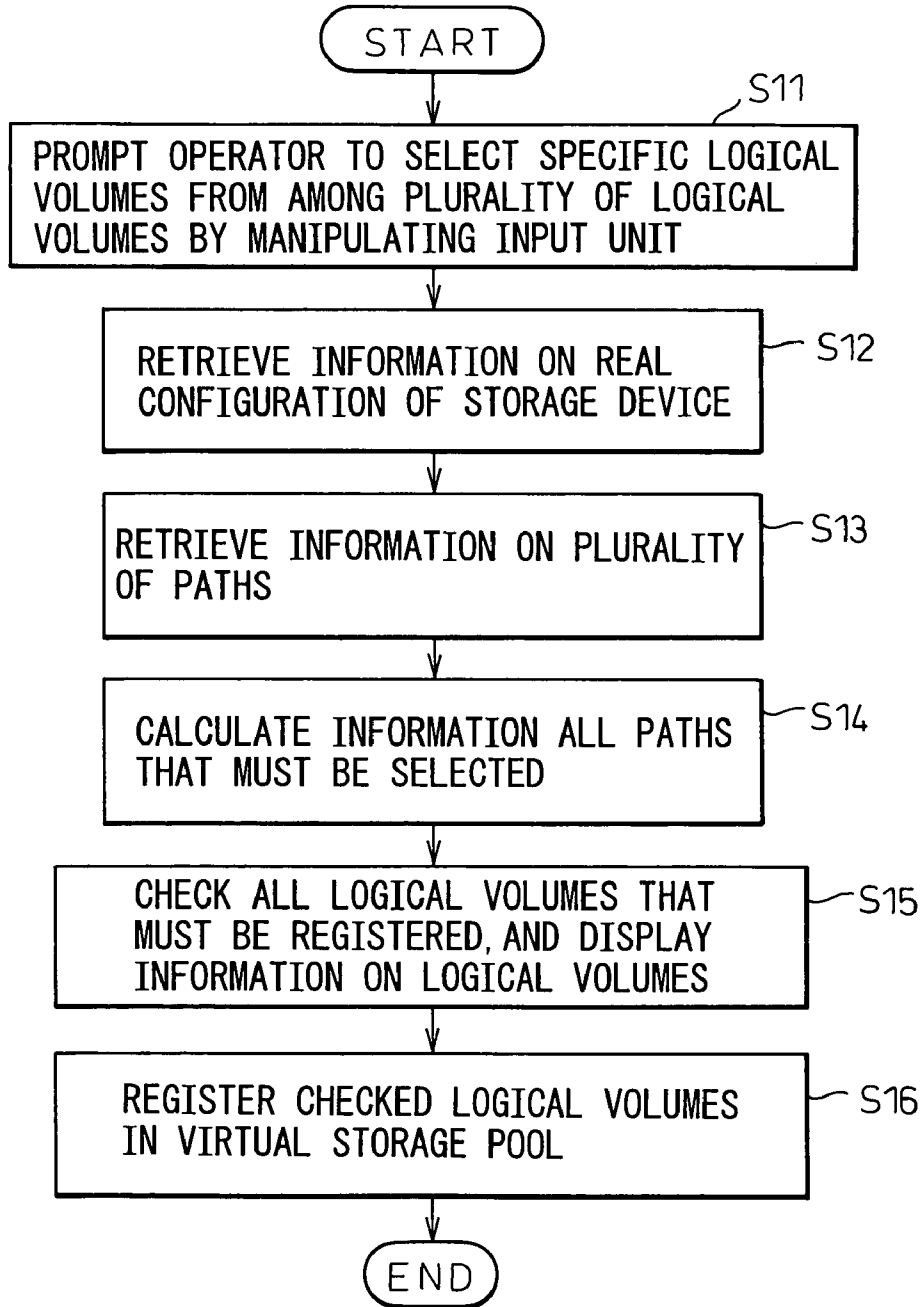 START
S11
PROMPT OPERATOR TO SELECT SPECIFIC LOGICAL
VOLUMES FROM AMONG PLURALITY OF LOGICAL
VOLUMES BY MANIPULATING INPUT UNIT
S12
RETRIEVE INFORMATION ON REAL
CONFIGURATION OF STORAGE DEVICE
S13
RETRIEVE INFORMATION ON PLURALITY
OF PATHS
S14
CALCULATE INFORMATION ALL PATHS
THAT MUST BE SELECTED
S15
CHECK ALL LOGICAL VOLUMES THAT
MUST BE REGISTERED, AND DISPLAY
INFORMATION ON LOGICAL VOLUMES
S16
REGISTER CHECKED LOGICAL VOLUMES
IN VIRTUAL STORAGE POOL
END